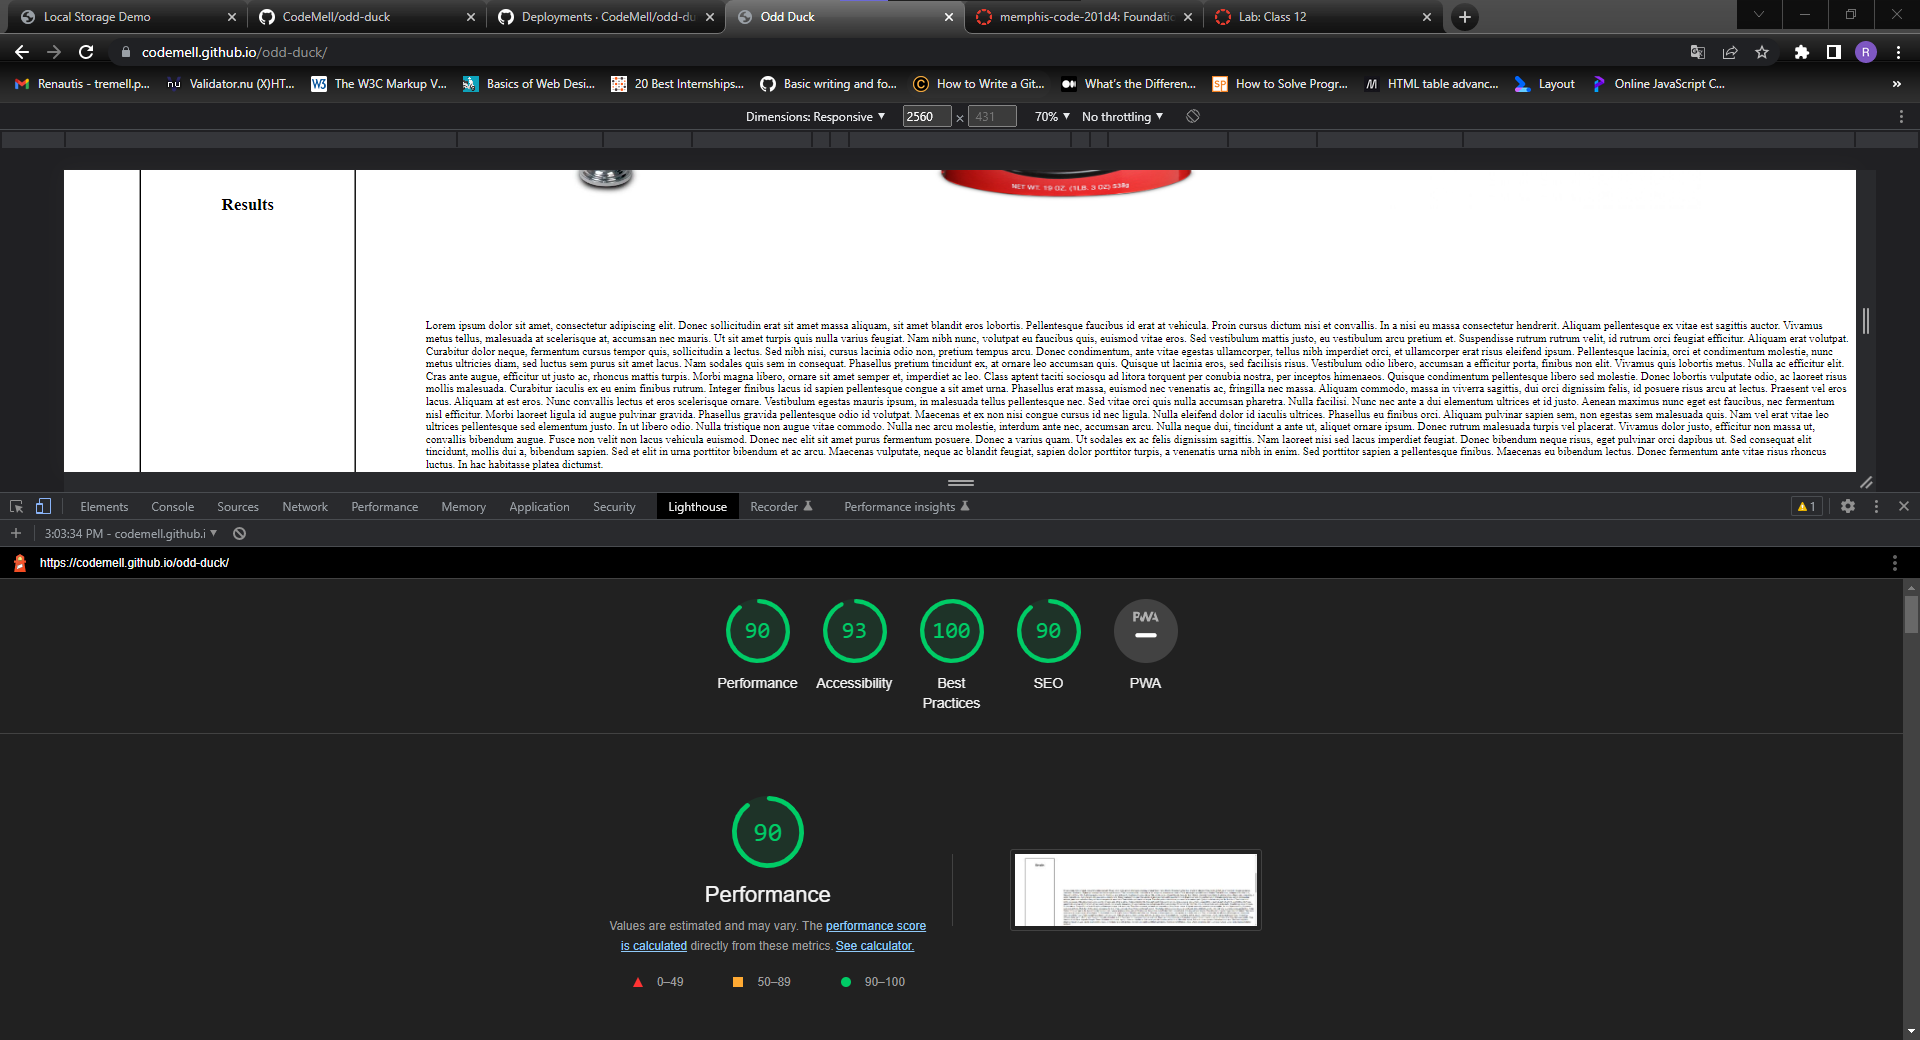 Local Storage Demo
CodeMell/odd-duck
Deployments · CodeMell/odd-du
Odd Duck
memphis-code-201d4: Foundatic
Lab: Class 12
codemell.github.io/odd-duck/
R
Renautis - tremell.p...
nu Validator.nu (X)HT...
W3 The W3C Markup V...
Basics of Web Desi...
20 Best Internships...
Basic writing and fo...
How to Write a Git...
What's the Differen...
SP How to Solve Progr...
M HTML table advanc...
Layout
Online JavaScript C...
»
Dimensions: Responsive 2560 × 431 70% No throttling
NET WT. 19 OZ. (1LB. 3 OZ) 538g
Results
Lorem ipsum dolor sit amet, consectetur adipiscing elit. Donec sollicitudin erat sit amet massa aliquam, sit amet blandit eros lobortis. Pellentesque faucibus id erat at vehicula. Proin cursus dictum nisi et convallis. In a nisi eu massa consectetur hendrerit. Aliquam pellentesque ex vitae est sagittis auctor. Vivamus
metus tellus, malesuada at scelerisque at, accumsan nec mauris. Ut sit amet turpis quis nulla varius feugiat. Nam nibh nunc, volutpat eu faucibus quis, euismod vitae eros. Sed vestibulum mattis justo, eu vestibulum arcu pretium et. Suspendisse rutrum rutrum velit, id rutrum orci feugiat efficitur. Aliquam erat volutpat.
Curabitur dolor neque, fermentum cursus tempor quis, sollicitudin a lectus. Sed nibh nisi, cursus lacinia odio non, pretium tempus arcu. Donec condimentum, ante vitae egestas ullamcorper, tellus nibh imperdiet orci, et ullamcorper erat risus eleifend ipsum. Pellentesque lacinia, orci et condimentum molestie, nunc
metus ultricies diam, sed luctus sem purus sit amet lacus. Nam sodales quis sem in consequat. Phasellus pretium tincidunt ex, at ornare leo accumsan quis. Quisque ut lacinia eros, sed facilisis risus. Vestibulum odio libero, accumsan a efficitur porta, finibus non elit. Vivamus quis lobortis metus. Nulla ac efficitur elit.
Cras ante augue, efficitur ut justo ac, rhoncus mattis turpis. Morbi magna libero, ornare sit amet semper et, imperdiet ac leo. Class aptent taciti sociosqu ad litora torquent per conubia nostra, per inceptos himenaeos. Quisque condimentum pellentesque libero sed molestie. Donec lobortis vulputate odio, ac laoreet risus
mollis malesuada. Curabitur iaculis ex eu enim finibus rutrum. Integer finibus lacus id sapien pellentesque congue a sit amet urna. Phasellus erat massa, euismod nec venenatis ac, fringilla nec massa. Aliquam commodo, massa in viverra sagittis, dui orci dignissim felis, id posuere risus arcu at lectus. Praesent vel eros
lacus. Aliquam at est eros. Nunc convallis lectus et eros scelerisque ornare. Vestibulum egestas mauris ipsum, in malesuada tellus pellentesque nec. Sed vitae orci quis nulla accumsan pharetra. Nulla facilisi. Nunc nec ante a dui elementum ultrices et id justo. Aenean maximus nunc eget est faucibus, nec fermentum
nisl efficitur. Morbi laoreet ligula id augue pulvinar gravida. Phasellus gravida pellentesque odio id volutpat. Maecenas et ex non nisi congue cursus id nec ligula. Nulla eleifend dolor id iaculis ultrices. Phasellus eu finibus orci. Aliquam pulvinar sapien sem, non egestas sem malesuada quis. Nam vel erat vitae leo
ultrices pellentesque sed elementum justo. In ut libero odio. Nulla tristique non augue vitae commodo. Nulla nec arcu molestie, interdum ante nec, accumsan arcu. Nulla neque dui, tincidunt a ante ut, aliquet ornare ipsum. Donec rutrum malesuada turpis vel placerat. Vivamus dolor justo, efficitur non massa ut,
convallis bibendum augue. Fusce non velit non lacus vehicula euismod. Donec nec elit sit amet purus fermentum posuere. Donec a varius quam. Ut sodales ex ac felis dignissim sagittis. Nam laoreet nisi sed lacus imperdiet feugiat. Donec bibendum neque risus, eget pulvinar orci dapibus ut. Sed consequat elit
tincidunt, mollis dui a, bibendum sapien. Sed et elit in urna porttitor bibendum et ac arcu. Maecenas vulputate, neque ac blandit feugiat, sapien dolor porttitor turpis, a venenatis urna nibh in enim. Sed porttitor sapien a pellentesque finibus. Maecenas eu bibendum lectus. Donec fermentum ante vitae risus rhoncus
luctus. In hac habitasse platea dictumst.
Elements Console Sources Network Performance Memory Application Security Lighthouse Recorder Performance insights 1
3:03:34 PM - codemell.github.i
https://codemell.github.io/odd-duck/
90 93 100 90 PWA
Performance Accessibility Best Practices SEO PWA
90
Performance
Values are estimated and may vary. The performance score
is calculated directly from these metrics. See calculator.
0–49 50–89 90–100